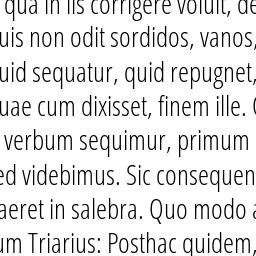 qua in iis corrigere voluit, de
uis non odit sordidos, vanos,
uid sequatur, quid repugnet,
uae cum dixisset, finem ille. Q
verbum sequimur, primum
ed videbimus. Sic consequen
aeret in salebra. Quo modo a
um Triarius: Posthac quidem,